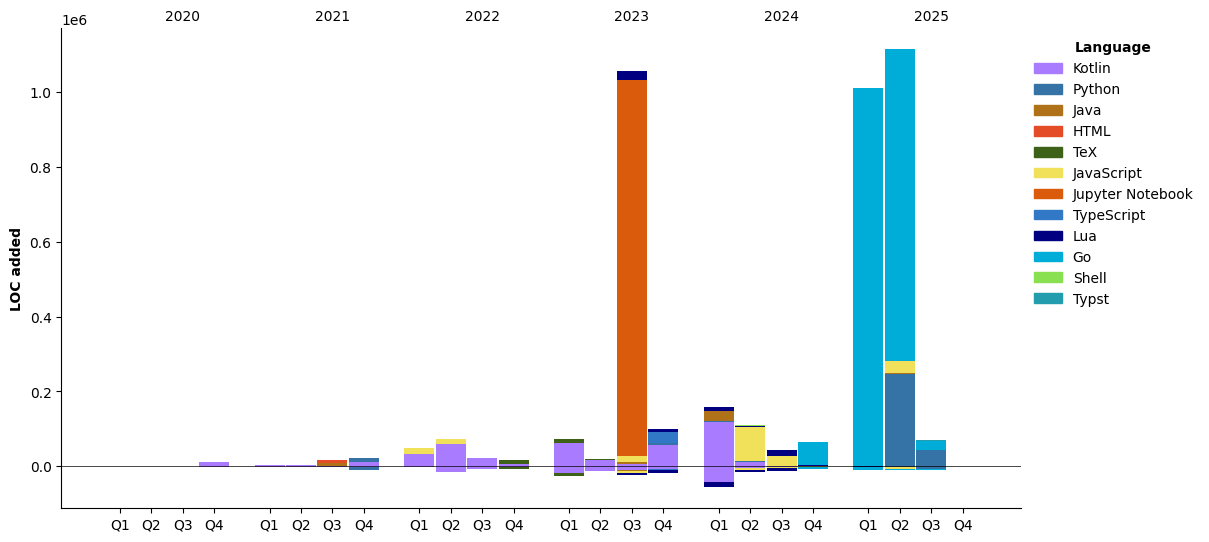 1e6
2020 2021 2022 2023 2024 2025
LOC added
1.0
0.8
0.6
0.4
0.2
0.0
Q1 Q2 Q3 Q4 Q1 Q2 Q3 Q4 Q1 Q2 Q3 Q4 Q1 Q2 Q3 Q4 Q1 Q2 Q3 Q4 Q1 Q2 Q3 Q4
Language
Kotlin
Python
Java
HTML
TeX
JavaScript
Jupyter Notebook
TypeScript
Lua
Go
Shell
Typst